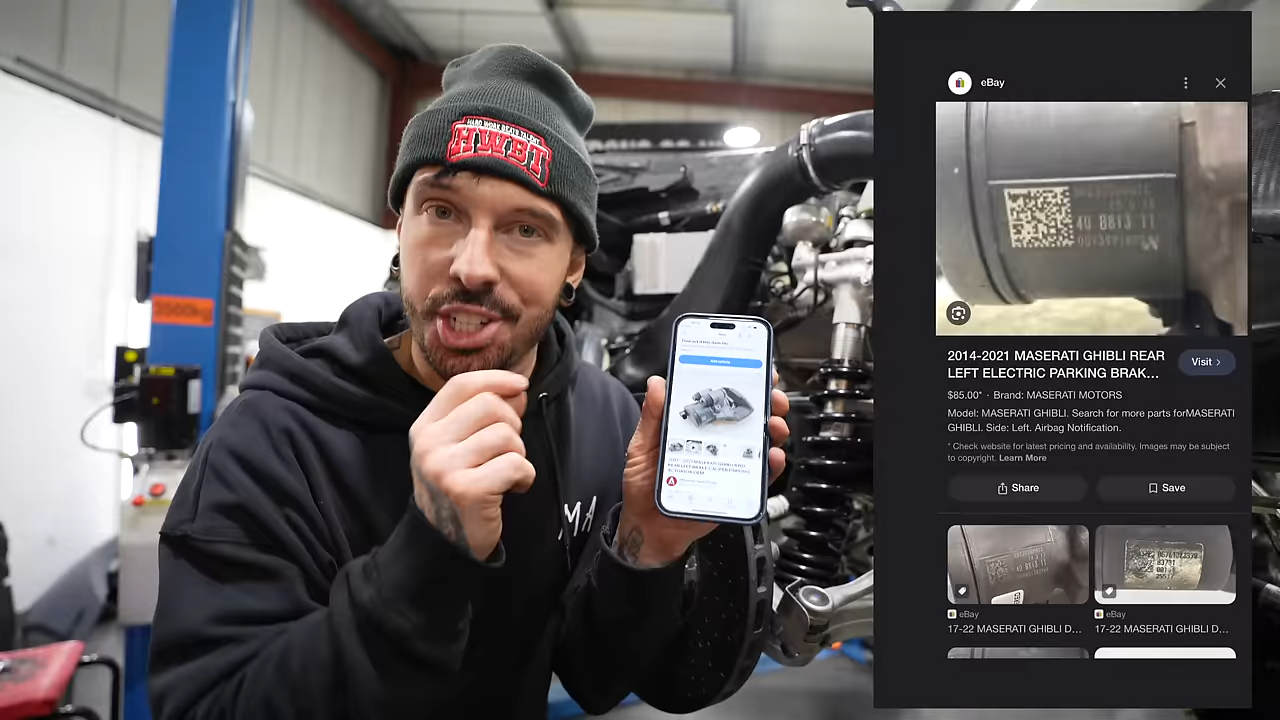 HARD WORK BEATS TALENT
HWBT
3500kg
MA
eBay
40 8813 11
2014-2021 MASERATI GHIBLI REAR
LEFT ELECTRIC PARKING BRAK...
Visit
$85.00* · Brand: MASERATI MOTORS
Model: MASERATI GHIBLI. Search for more parts forMASERATI
GHIBLI. Side: Left. Airbag Notification.
* Check website for latest pricing and availability. Images may be subject
to copyright. Learn More
Share
Save
eBay
17-22 MASERATI GHIBLI D...
eBay
17-22 MASERATI GHIBLI D...